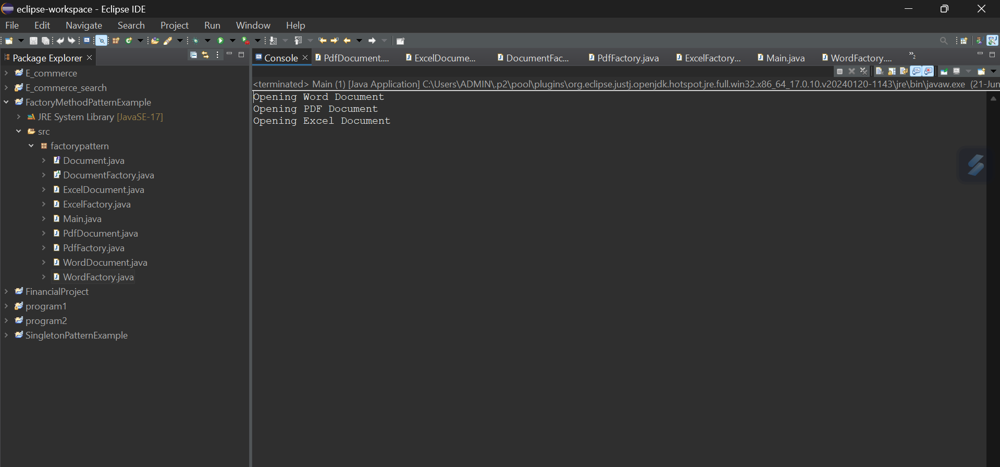 eclipse-workspace - Eclipse IDE
File Edit Navigate Search Project Run Window Help
Package Explorer
E_commerce
E_commerce_search
FactoryMethodPatternExample
JRE System Library [JavaSE-17]
src
factorypattern
Document.java
DocumentFactory.java
ExcelDocument.java
ExcelFactory.java
Main.java
PdfDocument.java
PdfFactory.java
WordDocument.java
WordFactory.java
FinancialProject
program1
program2
SingletonPatternExample
Console PdfDocument.... ExcelDocume... DocumentFac... PdfFactory.java ExcelFactory... Main.java WordFactory.... »2
<terminated> Main (1) [Java Application] C:\Users\ADMIN\.p2\pool\plugins\org.eclipse.justj.openjdk.hotspot.jre.full.win32.x86_64_17.0.10.v20240120-1143\jre\bin\javaw.exe (21-Jun
Opening Word Document
Opening PDF Document
Opening Excel Document